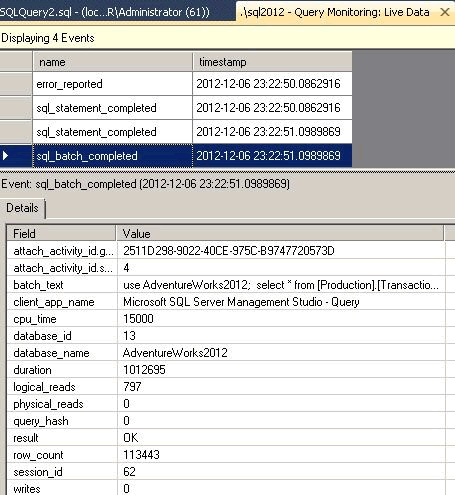 SQLQuery2.sql - (loc...R\Administrator (61))
.\sql2012 - Query Monitoring: Live Data
Displaying 4 Events
name timestamp
error_reported 2012-12-06 23:22:50.0862916
sql_statement_completed 2012-12-06 23:22:50.0862916
sql_statement_completed 2012-12-06 23:22:51.0989869
sql_batch_completed 2012-12-06 23:22:51.0989869
Event: sql_batch_completed (2012-12-06 23:22:51.0989869)
Details
Field Value
attach_activity_id.g... 2511D298-9022-40CE-975C-B9747720573D
attach_activity_id.s... 4
batch_text use AdventureWorks2012;  select * from [Production].[Transactio...
client_app_name Microsoft SQL Server Management Studio - Query
cpu_time 15000
database_id 13
database_name AdventureWorks2012
duration 1012695
logical_reads 797
physical_reads 0
query_hash 0
result OK
row_count 113443
session_id 62
writes 0